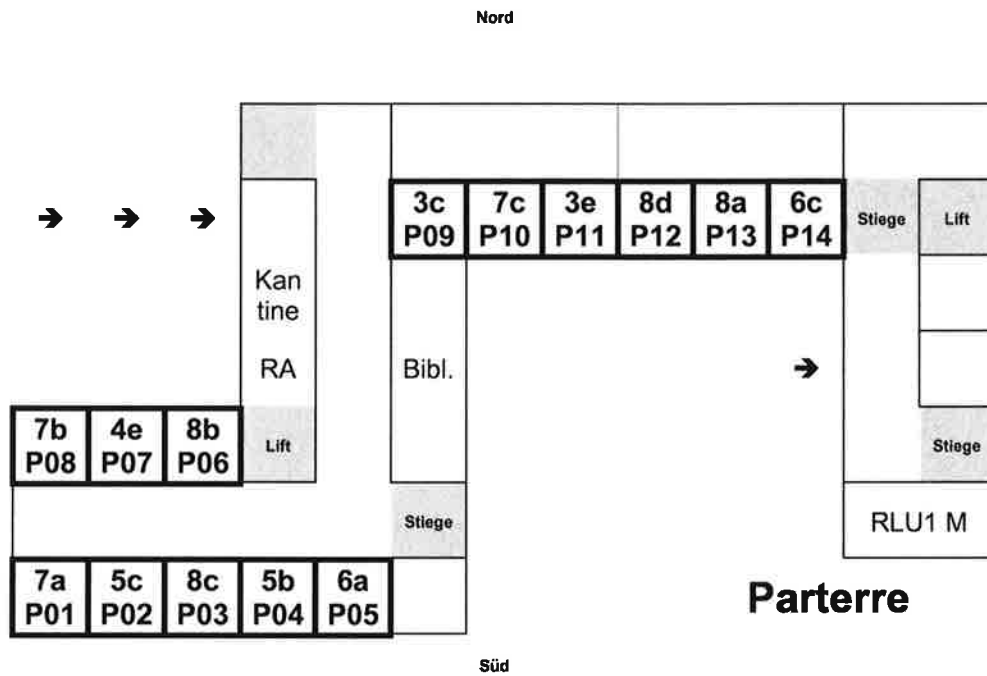 Nord
3c
P09
7c
P10
3e
P11
8d
P12
8a
P13
6c
P14
Stiege
Lift
Kan
tine
RA
Bibl.
7b
P08
4e
P07
8b
P06
Lift
Stiege
Stiege
RLU1 M
7a
P01
5c
P02
8c
P03
5b
P04
6a
P05
Parterre
Süd